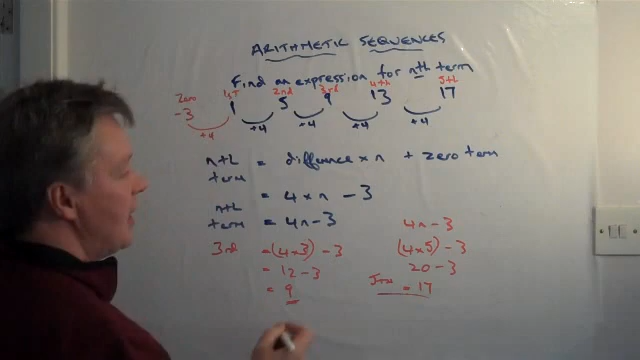 ARITHMETIC SEQUENCES
Find an expression for nth term
zero 1st 2nd 3rd 4th 5th
-3 1 5 9 13 17
+4 +4 +4 +4 +4
nth term = difference x n + zero term
= 4 x n - 3
nth term = 4n - 3
3rd = (4 x 3) - 3
= 12 - 3
= 9
4n - 3
(4 x 5) - 3
20 - 3
5th = 17